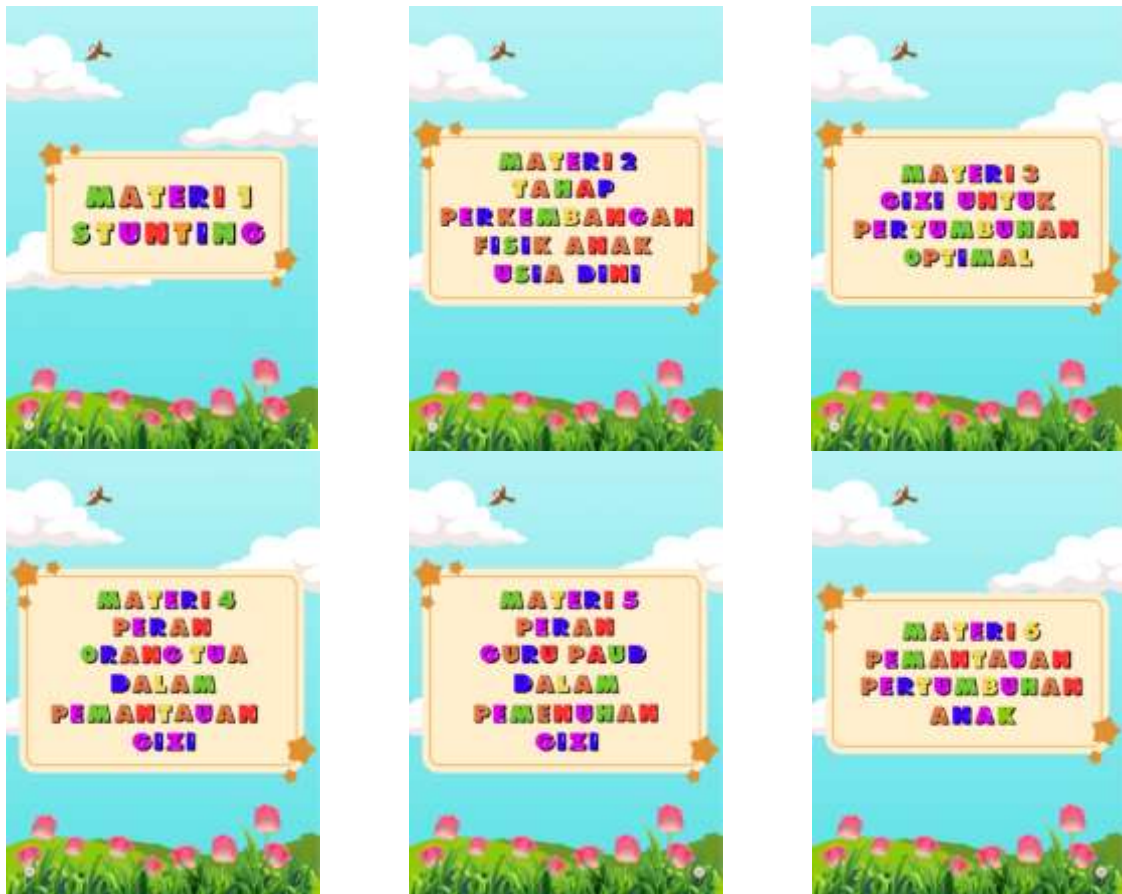 MATERI 1
STUNTING
MATERI 2
TAHAP
PERKEMBANGAN
FISIK ANAK
USIA DINI
MATERI 3
GIZI UNTUK
PERTUMBUHAN
OPTIMAL
MATERI 4
PERAN
ORANG TUA
DALAM
PEMANTAUAN
GIZI
MATERI 5
PERAN
GURU PAUD
DALAM
PEMENUHAN
GIZI
MATERI 6
PEMANTAUAN
PERTUMBUHAN
ANAK